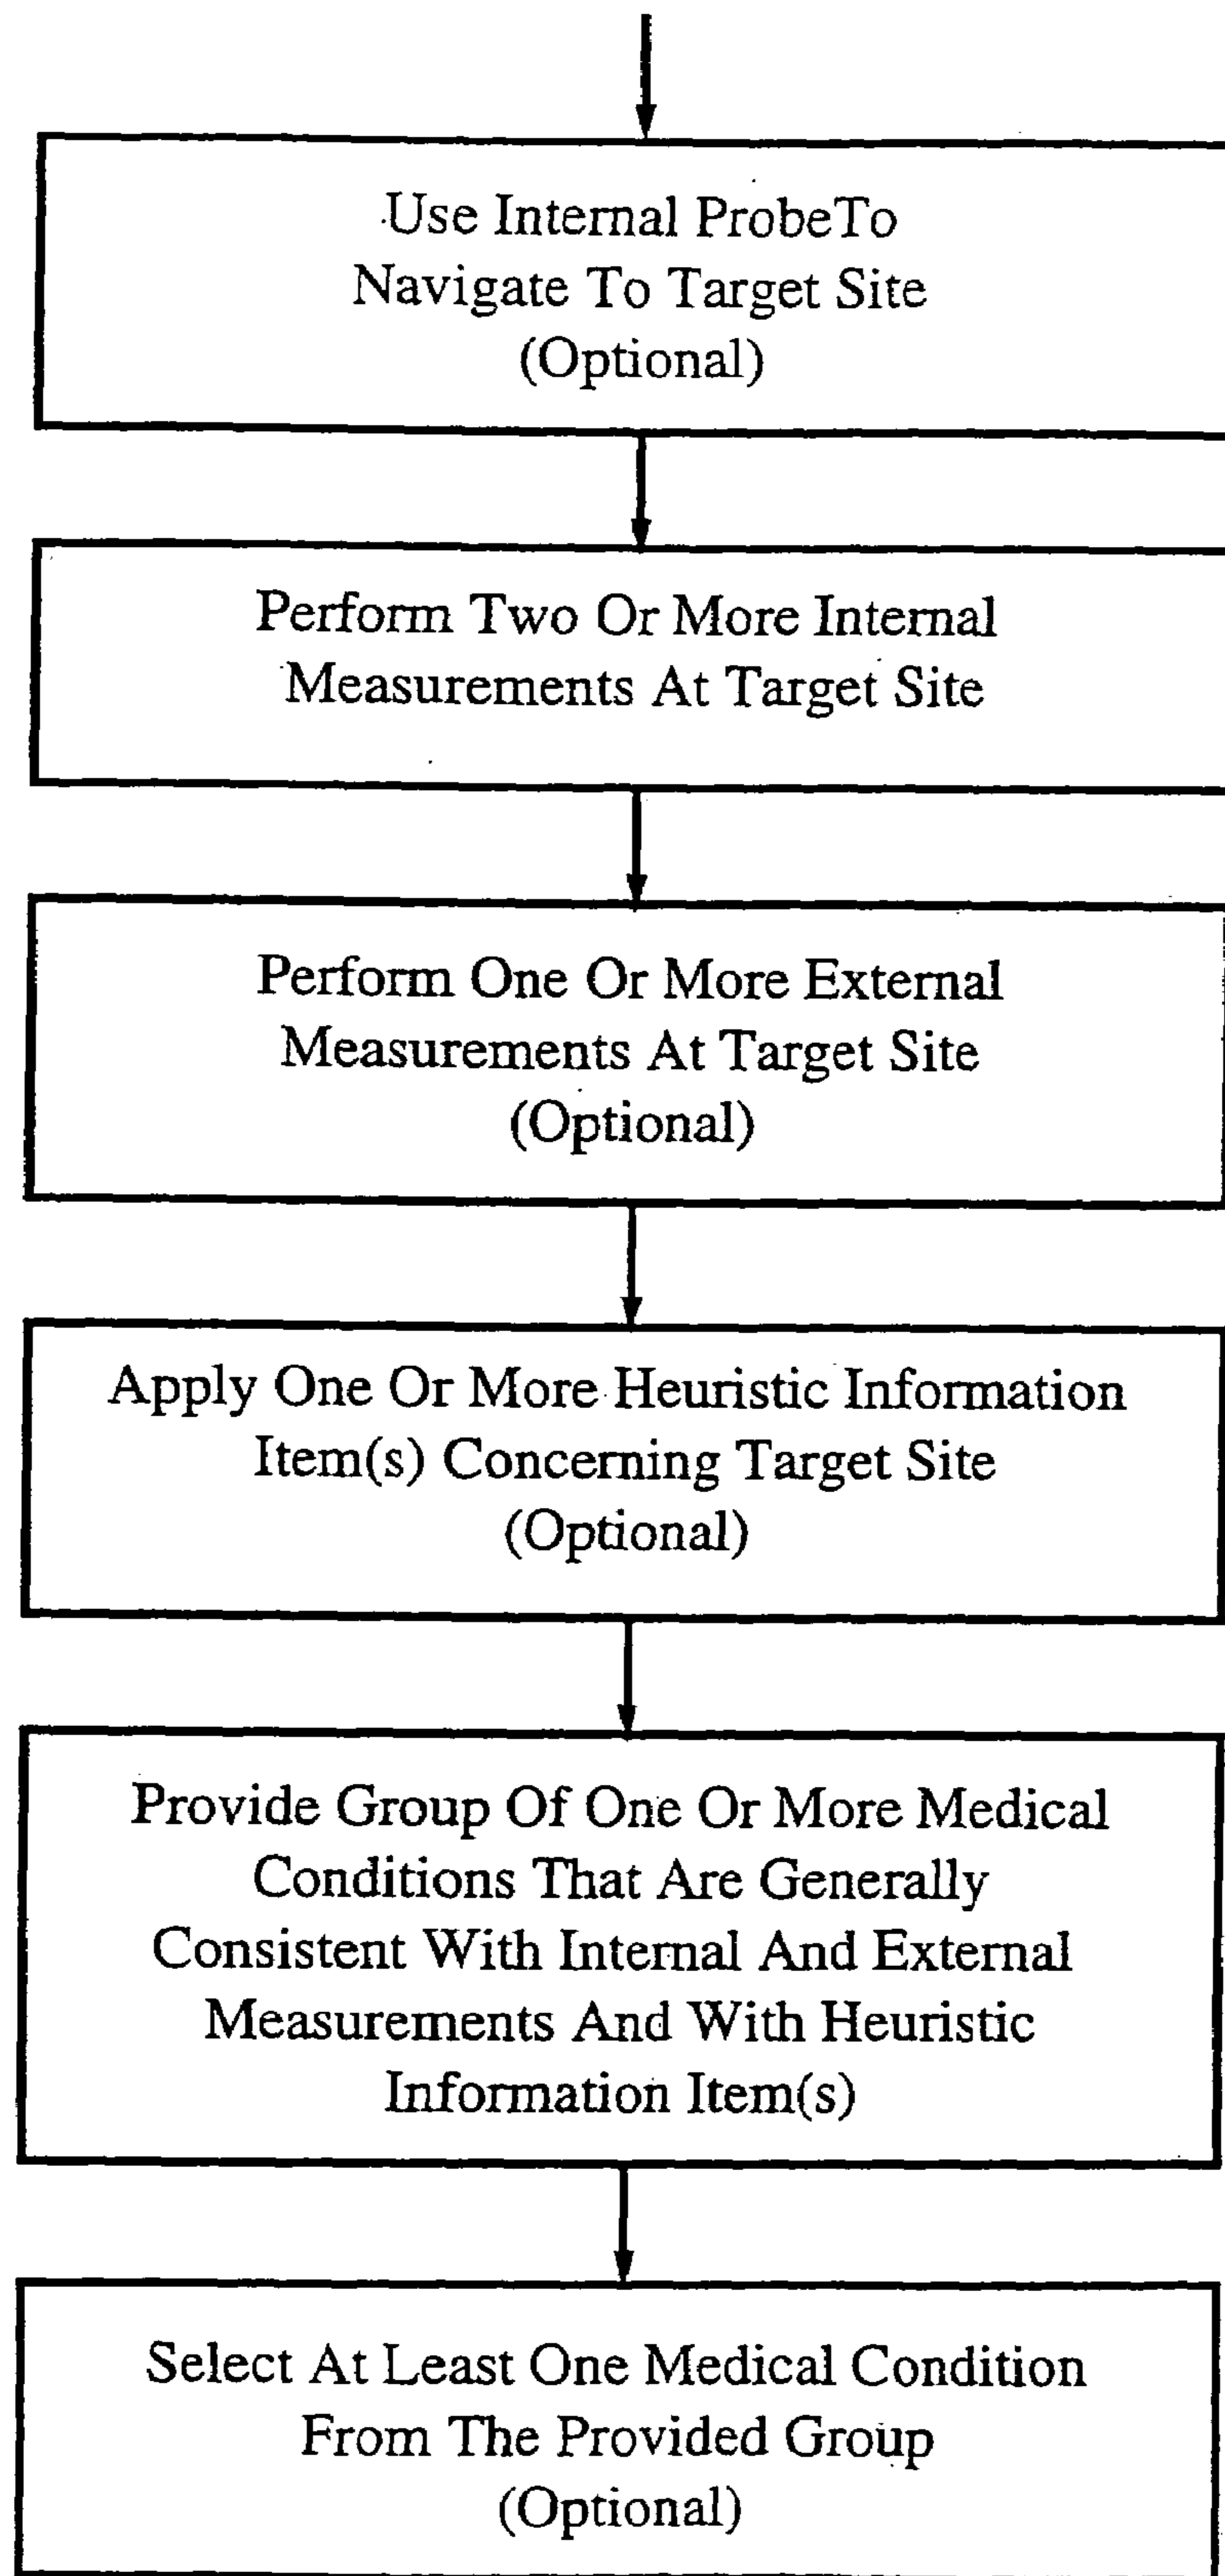 Use Internal ProbeTo
Navigate To Target Site
(Optional)
Perform Two Or More Internal
Measurements At Target Site
Perform One Or More External
Measurements At Target Site
(Optional)
Apply One Or More Heuristic Information
Item(s) Concerning Target Site
(Optional)
Provide Group Of One Or More Medical
Conditions That Are Generally
Consistent With Internal And External
Measurements And With Heuristic
Information Item(s)
Select At Least One Medical Condition
From The Provided Group
(Optional)